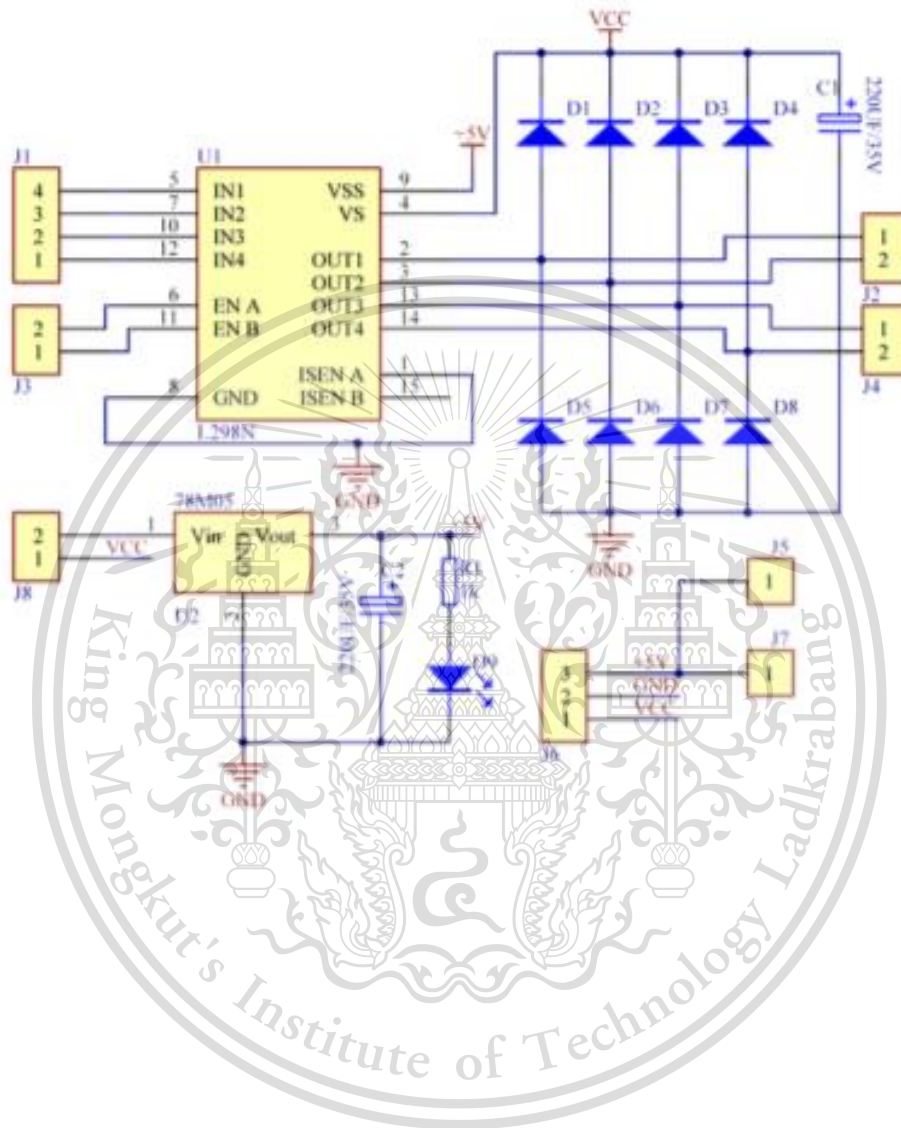 VCC
C1
220UF/35V
D1
D2
D3
D4
+5V
J1
4
3
2
1
U1
5
7
10
12
IN1
IN2
IN3
IN4
VSS
VS
9
4
OUT1
OUT2
OUT3
OUT4
2
3
13
14
6
11
EN A
EN B
2
1
J3
1
2
J2
1
2
J4
8
GND
ISEN A
ISEN B
1
15
L298N
D5
D6
D7
D8
GND
GND
78M05
2
1
J8
1
VCC
Vin
GND
Vout
3
D2
2
R1
1K
D9
GND
J5
1
J7
1
3
2
1
J6
+5V
GND
VCC
King Mongkut's Institute of Technology Ladkrabang